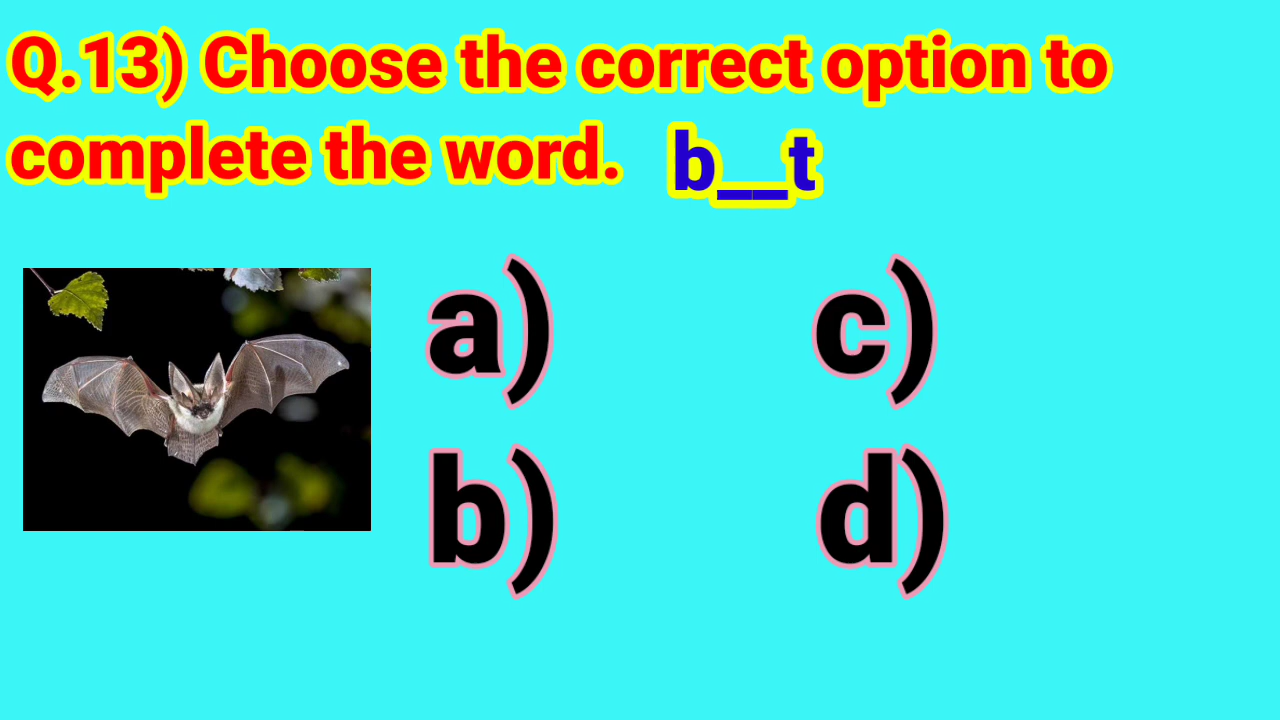 Q.13) Choose the correct option to
complete the word. b__t
a) c)
b) d)